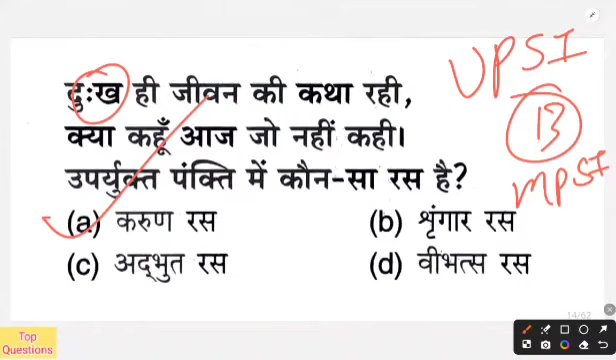 दुःख ही जीवन की कथा रही,
क्या कहूँ आज जो नहीं कही।
उपर्युक्त पंक्ति में कौन-सा रस है?
(a) करुण रस
(b) शृंगार रस
(c) अद्भुत रस
(d) वीभत्स रस
UPSI
13
MPSI
14/62
Top
Questions